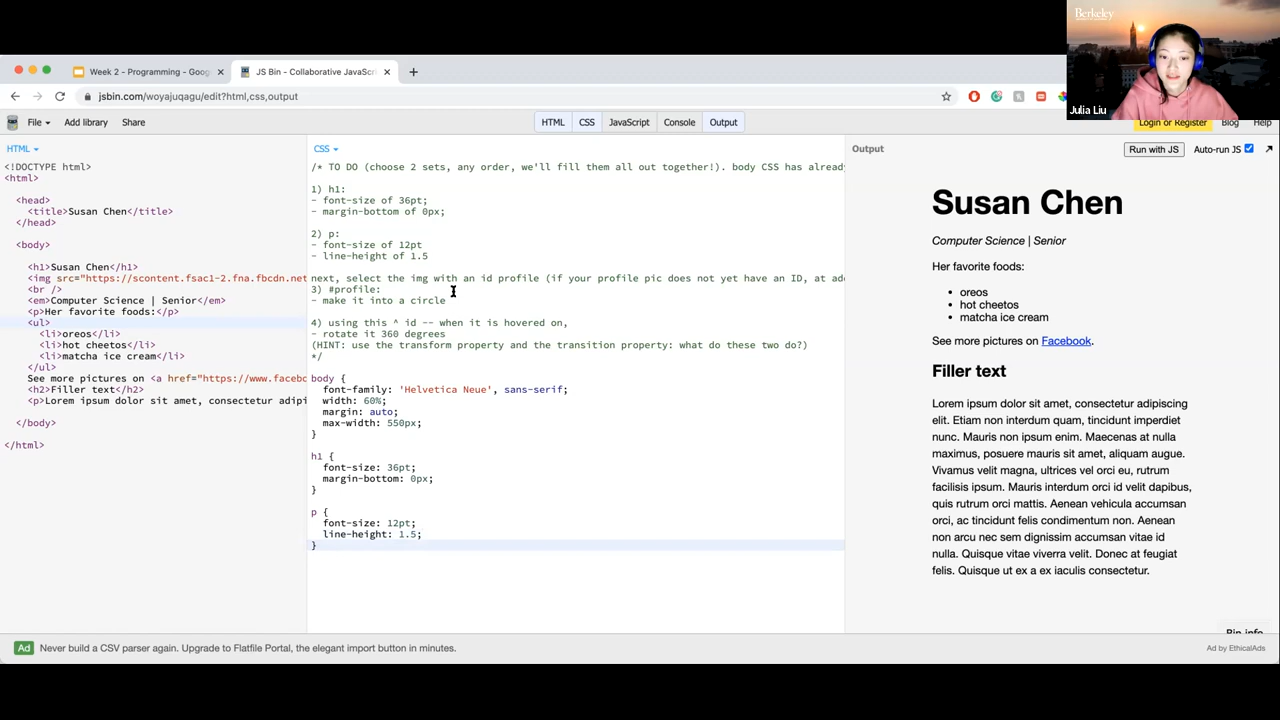 Berkeley
Julia Liu
Week 2 - Programming - Goog
JS Bin - Collaborative JavaScri
jsbin.com/woyajuqagu/edit?html,css,output
File
Add library
Share
HTML
CSS
JavaScript
Console
Output
Login or Register
Blog
Help
HTML
<!DOCTYPE html>
<html>
<head>
<title>Susan Chen</title>
</head>
<body>
<h1>Susan Chen</h1>
<img src="https://scontent.fsac1-2.fna.fbcdn.net
<br />
<em>Computer Science | Senior</em>
<p>Her favorite foods:</p>
<ul>
<li>oreos</li>
<li>hot cheetos</li>
<li>matcha ice cream</li>
</ul>
See more pictures on <a href="https://www.facebo
<h2>Filler text</h2>
<p>Lorem ipsum dolor sit amet, consectetur adipi
</body>
</html>
CSS
/* TO DO (choose 2 sets, any order, we'll fill them all out together!). body CSS has alread
1) h1:
- font-size of 36pt;
- margin-bottom of 0px;
2) p:
- font-size of 12pt
- line-height of 1.5
next, select the img with an id profile (if your profile pic does not yet have an ID, at add
3) #profile:
- make it into a circle
4) using this ^ id -- when it is hovered on,
- rotate it 360 degrees
(HINT: use the transform property and the transition property: what do these two do?)
*/
body {
font-family: 'Helvetica Neue', sans-serif;
width: 60%;
margin: auto;
max-width: 550px;
}
h1 {
font-size: 36pt;
margin-bottom: 0px;
}
p {
font-size: 12pt;
line-height: 1.5;
}
Output
Run with JS
Auto-run JS
Susan Chen
Computer Science | Senior
Her favorite foods:
oreos
hot cheetos
matcha ice cream
See more pictures on Facebook.
Filler text
Lorem ipsum dolor sit amet, consectetur adipiscing
elit. Etiam non interdum quam, tincidunt imperdiet
nunc. Mauris non ipsum enim. Maecenas at nulla
maximus, posuere mauris sit amet, aliquam augue.
Vivamus velit magna, ultrices vel orci eu, rutrum
facilisis ipsum. Mauris interdum orci id velit dapibus,
quis rutrum orci mattis. Aenean vehicula accumsan
orci, ac tincidunt felis condimentum non. Aenean
non arcu nec sem dignissim accumsan vitae id
nulla. Quisque vitae viverra velit. Donec at feugiat
felis. Quisque ut ex a ex iaculis consectetur.
Bin info
Ad
Never build a CSV parser again. Upgrade to Flatfile Portal, the elegant import button in minutes.
Ad by EthicalAds